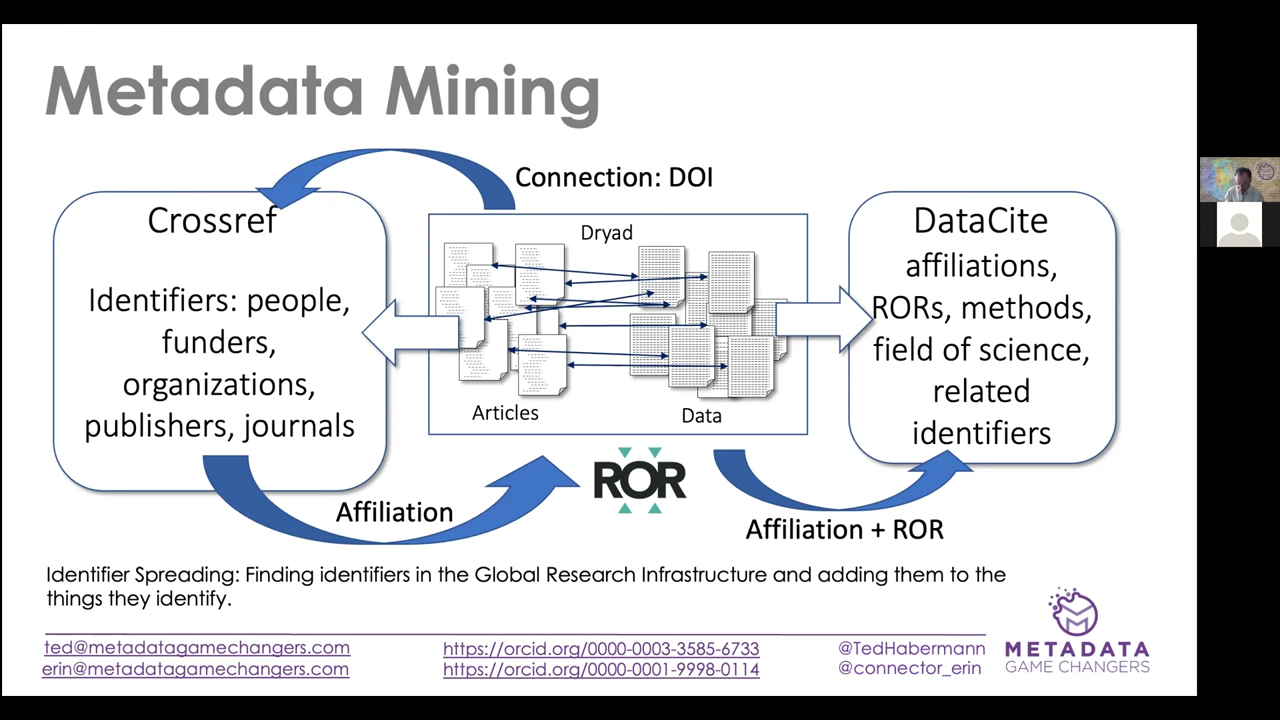 Metadata Mining
Connection: DOI
Crossref
Identifiers: people,
funders,
organizations,
publishers, journals
Dryad
Articles
Data
DataCite
affiliations,
RORs, methods,
field of science,
related
identifiers
Affiliation
ROR
Affiliation + ROR
Identifier Spreading: Finding identifiers in the Global Research Infrastructure and adding them to the
things they identify.
ted@metadatagamechangers.com
erin@metadatagamechangers.com
https://orcid.org/0000-0003-3585-6733
https://orcid.org/0000-0001-9998-0114
@TedHabermann
@connector_erin
METADATA
GAME CHANGERS